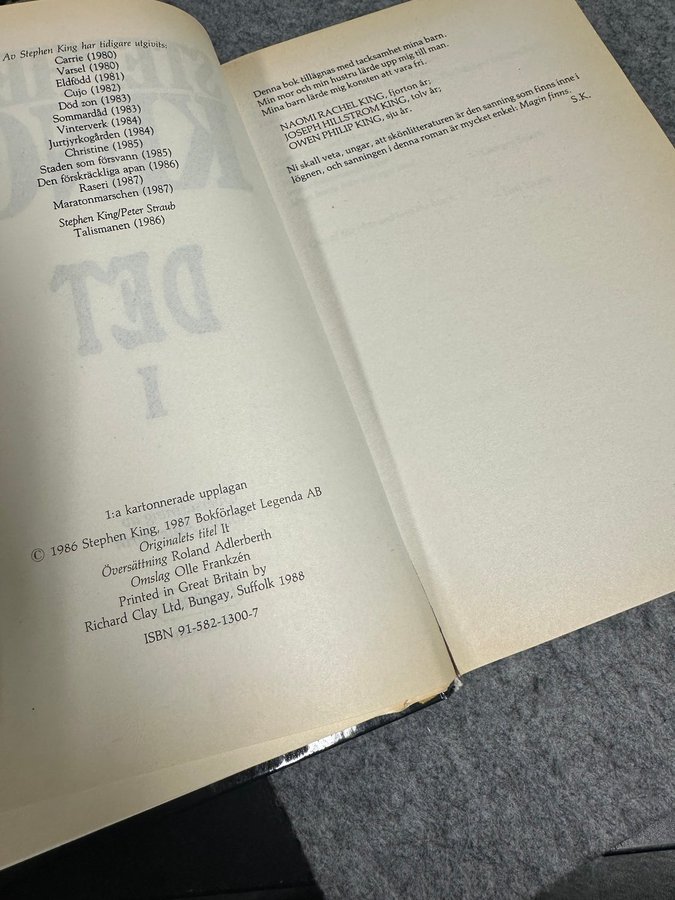 Av Stephen King har tidigare utgivits:
Carrie (1980)
Varsel (1980)
Eldfödd (1981)
Cujo (1982)
Död zon (1983)
Sommardåd (1983)
Vinterverk (1984)
Jurtjyrkogården (1984)
Christine (1985)
Staden som försvann (1985)
Den förskräckliga apan (1986)
Raseri (1987)
Maratonmarschen (1987)
Stephen King/Peter Straub
Talismanen (1986)
DET
I
1:a kartonnerade upplagan
© 1986 Stephen King, 1987 Bokförlaget Legenda AB
Originalets titel It
Översättning Roland Adlerberth
Omslag Olle Frankzén
Printed in Great Britain by
Richard Clay Ltd, Bungay, Suffolk 1988
ISBN 91-582-1300-7
Denna bok tillägnas med tacksamhet mina barn.
Min mor och min hustru lärde upp mig till man.
Mina barn lärde mig konsten att vara fri.
NAOMI RACHEL KING, fjorton år;
JOSEPH HILLSTROM KING, tolv år;
OWEN PHILIP KING, sju år.
Ni skall veta, ungar, att skönlitteraturen är den sanning som finns inne i
lögnen, och sanningen i denna roman är mycket enkel: Magin finns.
S.K.